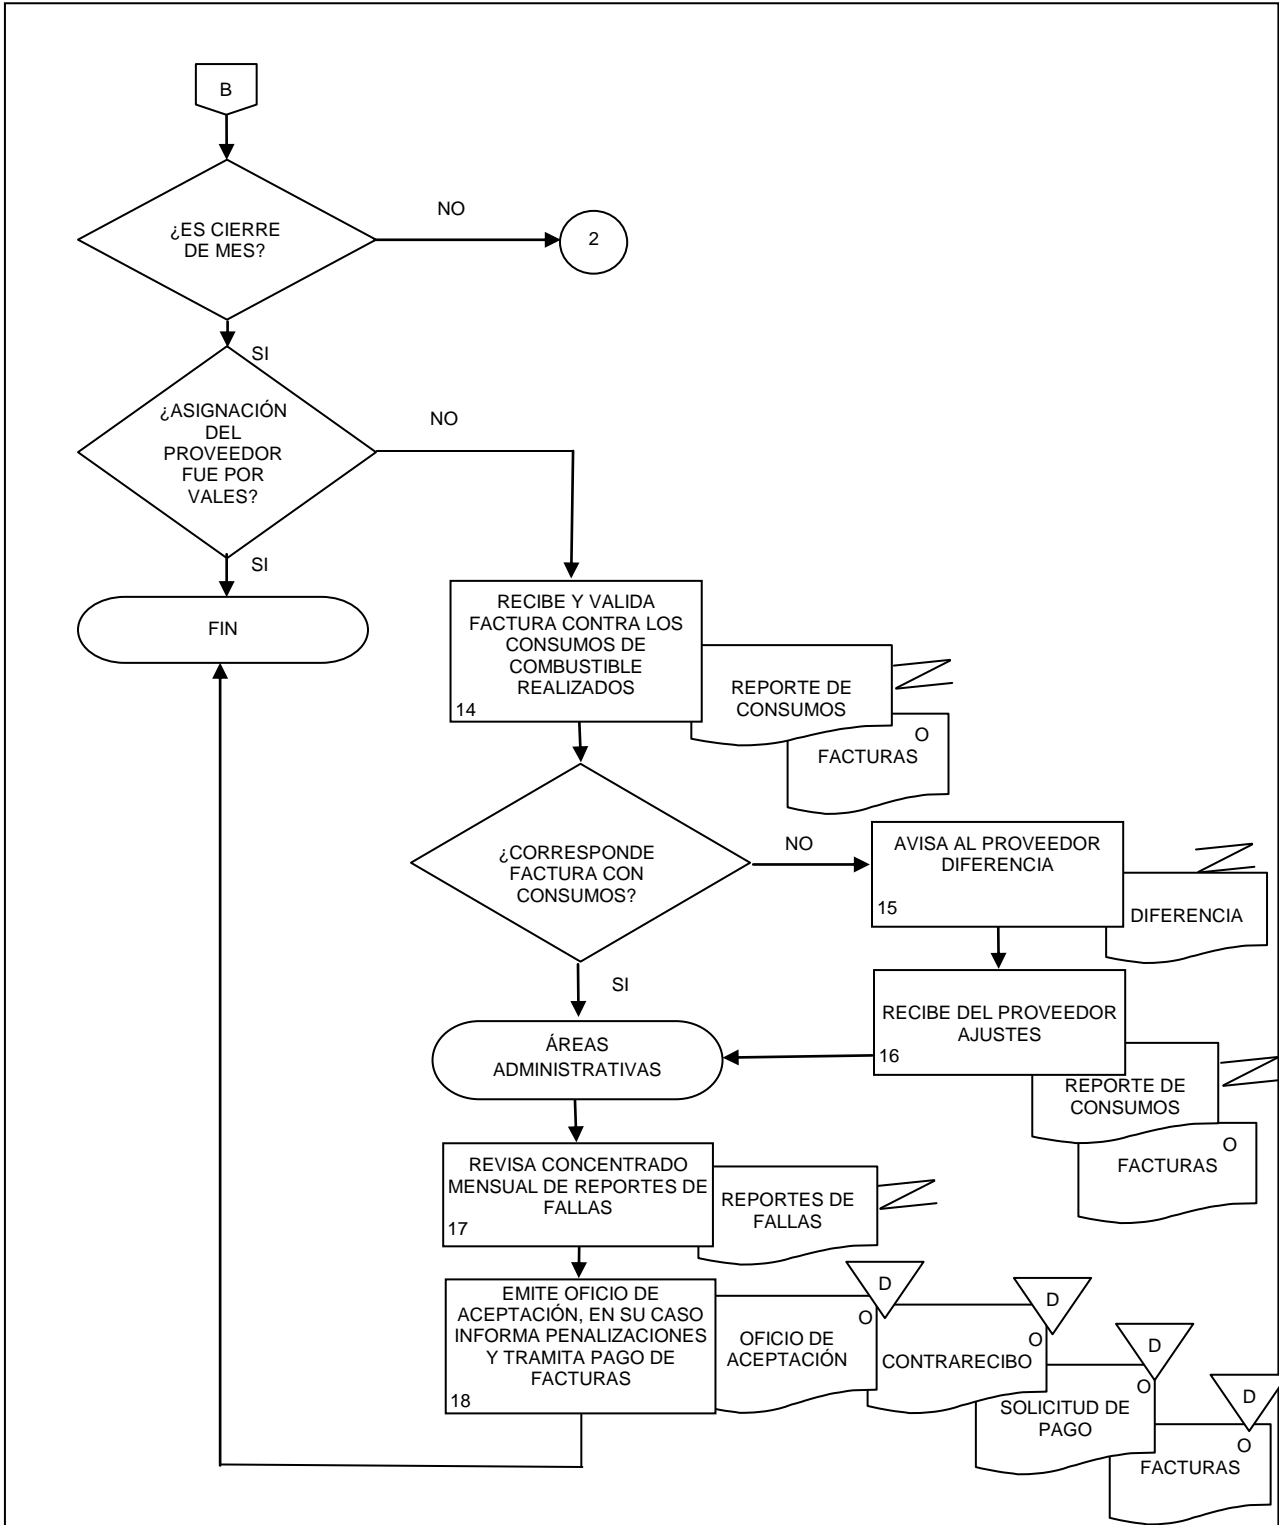 B
¿ES CIERRE
DE MES?
NO
2
SI
¿ASIGNACIÓN
DEL
PROVEEDOR
FUE POR
VALES?
NO
SI
FIN
RECIBE Y VALIDA
FACTURA CONTRA LOS
CONSUMOS DE
COMBUSTIBLE
REALIZADOS
14
REPORTE DE
CONSUMOS
O
FACTURAS
¿CORRESPONDE
FACTURA CON
CONSUMOS?
NO
AVISA AL PROVEEDOR
DIFERENCIA
15
DIFERENCIA
SI
RECIBE DEL PROVEEDOR
AJUSTES
16
REPORTE DE
CONSUMOS
O
FACTURAS
ÁREAS
ADMINISTRATIVAS
REVISA CONCENTRADO
MENSUAL DE REPORTES DE
FALLAS
17
REPORTES DE
FALLAS
EMITE OFICIO DE
ACEPTACIÓN, EN SU CASO
INFORMA PENALIZACIONES
Y TRAMITA PAGO DE
FACTURAS
18
D
O
OFICIO DE
ACEPTACIÓN
D
O
CONTRARECIBO
D
O
SOLICITUD DE
PAGO
D
O
FACTURAS